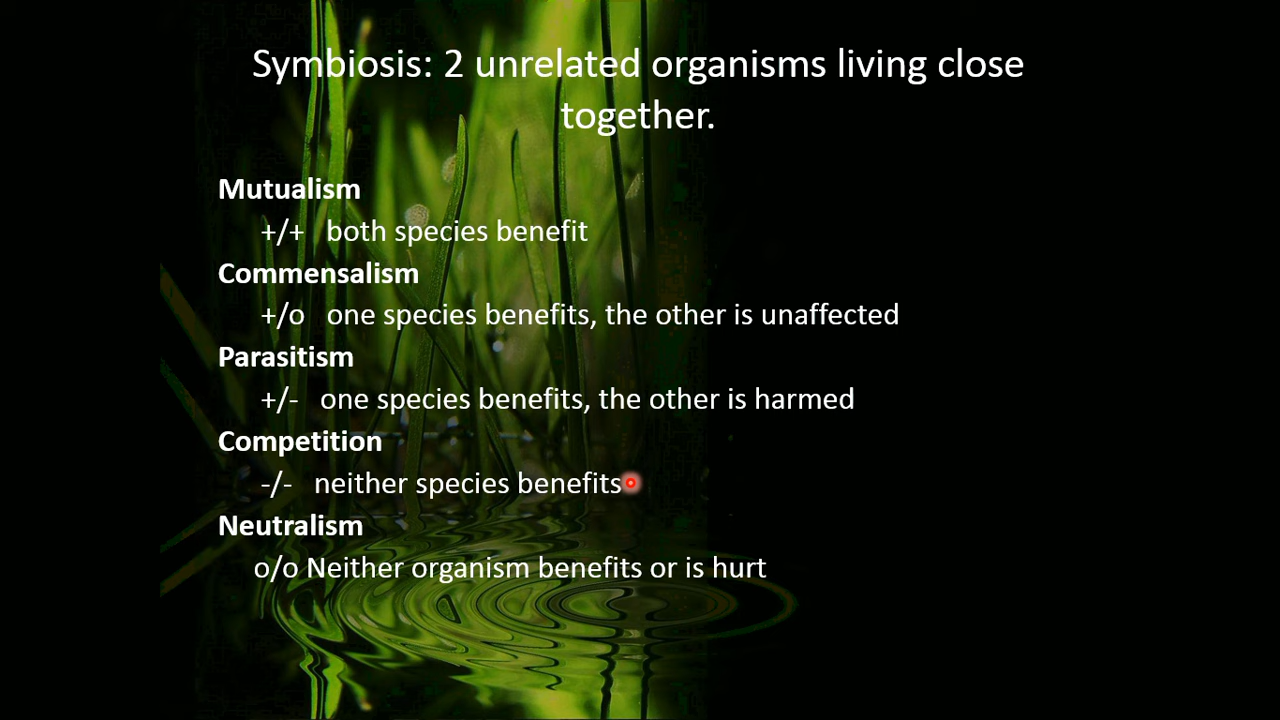 Symbiosis: 2 unrelated organisms living close
together.
Mutualism
+/+ both species benefit
Commensalism
+/o one species benefits, the other is unaffected
Parasitism
+/- one species benefits, the other is harmed
Competition
-/- neither species benefits
Neutralism
o/o Neither organism benefits or is hurt